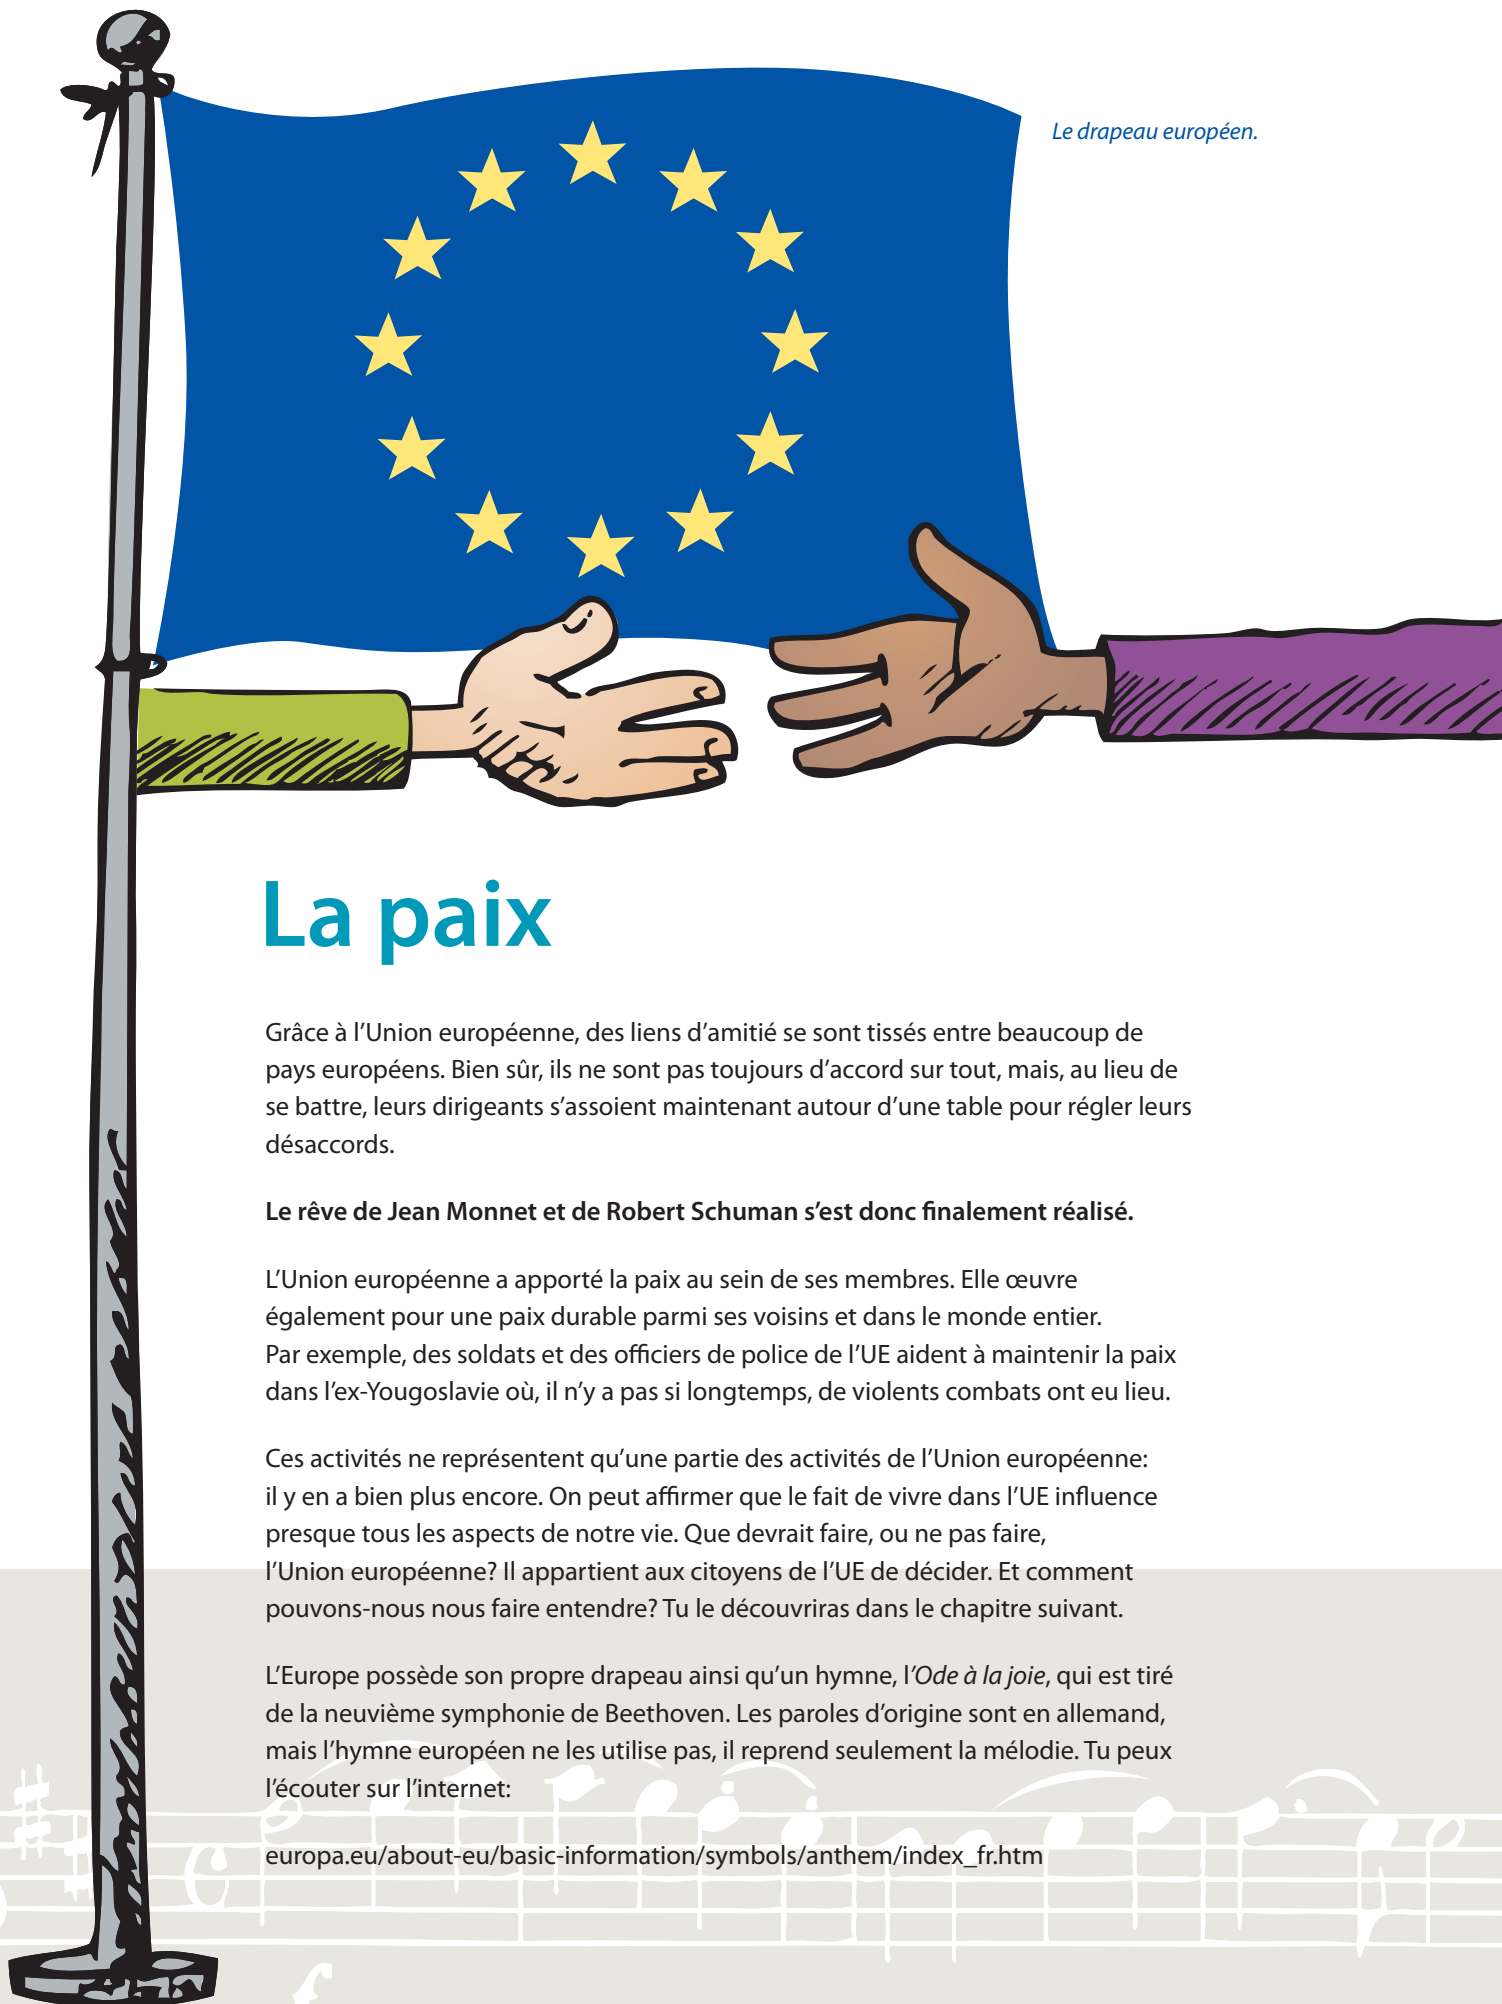 Le drapeau européen.
La paix
Grâce à l’Union européenne, des liens d’amitié se sont tissés entre beaucoup de
pays européens. Bien sûr, ils ne sont pas toujours d’accord sur tout, mais, au lieu de
se battre, leurs dirigeants s’assoient maintenant autour d’une table pour régler leurs
désaccords.
Le rêve de Jean Monnet et de Robert Schuman s’est donc finalement réalisé.
L’Union européenne a apporté la paix au sein de ses membres. Elle œuvre
également pour une paix durable parmi ses voisins et dans le monde entier.
Par exemple, des soldats et des officiers de police de l’UE aident à maintenir la paix
dans l’ex-Yougoslavie où, il n’y a pas si longtemps, de violents combats ont eu lieu.
Ces activités ne représentent qu’une partie des activités de l’Union européenne:
il y en a bien plus encore. On peut affirmer que le fait de vivre dans l’UE influence
presque tous les aspects de notre vie. Que devrait faire, ou ne pas faire,
l’Union européenne? Il appartient aux citoyens de l’UE de décider. Et comment
pouvons-nous nous faire entendre? Tu le découvriras dans le chapitre suivant.
L’Europe possède son propre drapeau ainsi qu’un hymne, l’Ode à la joie, qui est tiré
de la neuvième symphonie de Beethoven. Les paroles d’origine sont en allemand,
mais l’hymne européen ne les utilise pas, il reprend seulement la mélodie. Tu peux
l’écouter sur l’internet:
europa.eu/about-eu/basic-information/symbols/anthem/index_fr.htm